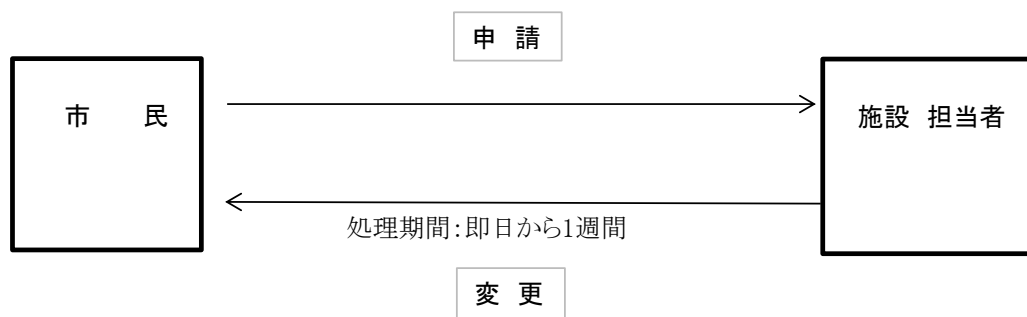 申 請
市 民
施設 担当者
処理期間：即日から1週間
変 更